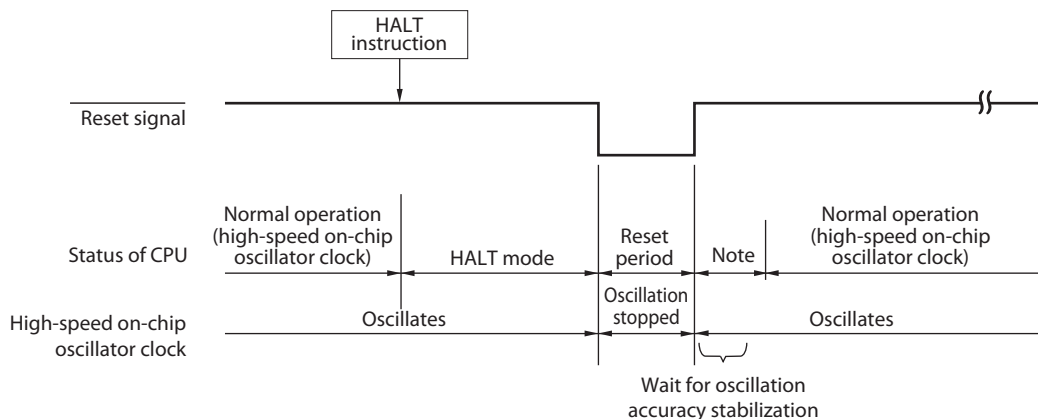 HALT
instruction
Reset signal
Normal operation
(high-speed on-chip
oscillator clock)
Status of CPU
HALT mode
Reset
period
Note
Normal operation
(high-speed on-chip
oscillator clock)
High-speed on-chip
oscillator clock
Oscillates
Oscillation
stopped
Oscillates
Wait for oscillation
accuracy stabilization